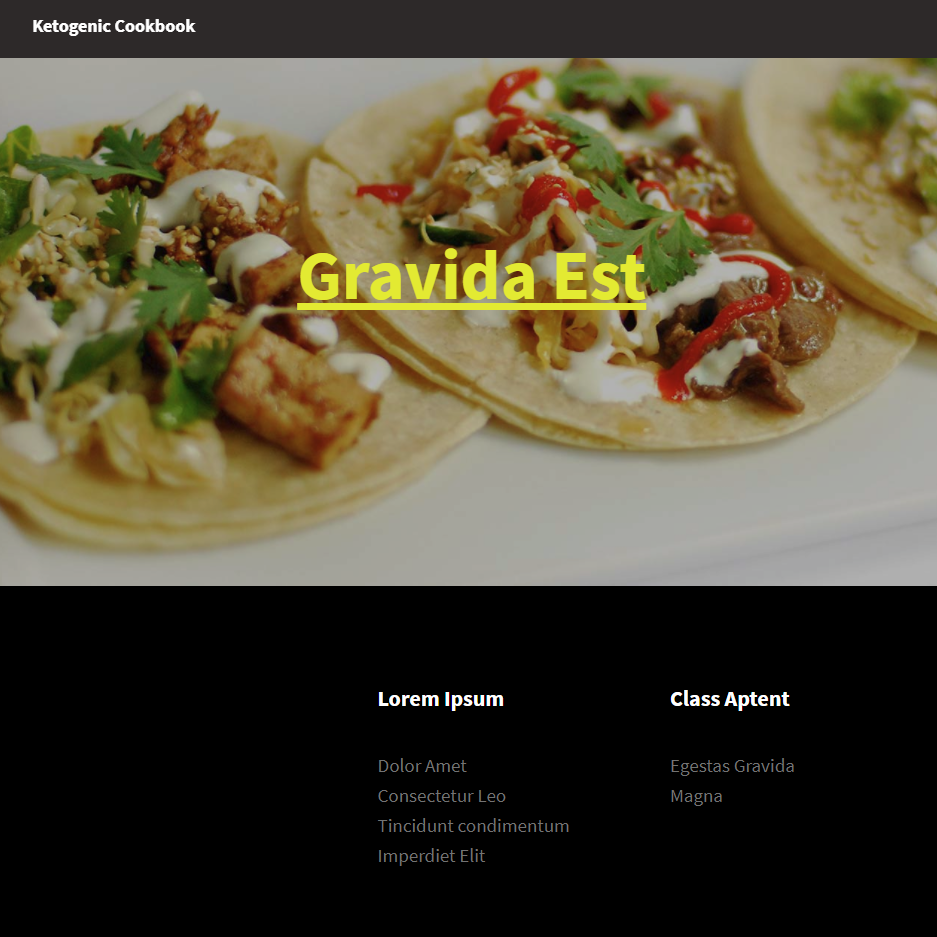 Ketogenic Cookbook
Gravida Est
Lorem Ipsum
Dolor Amet
Consectetur Leo
Tincidunt condimentum
Imperdiet Elit
Class Aptent
Egestas Gravida
Magna